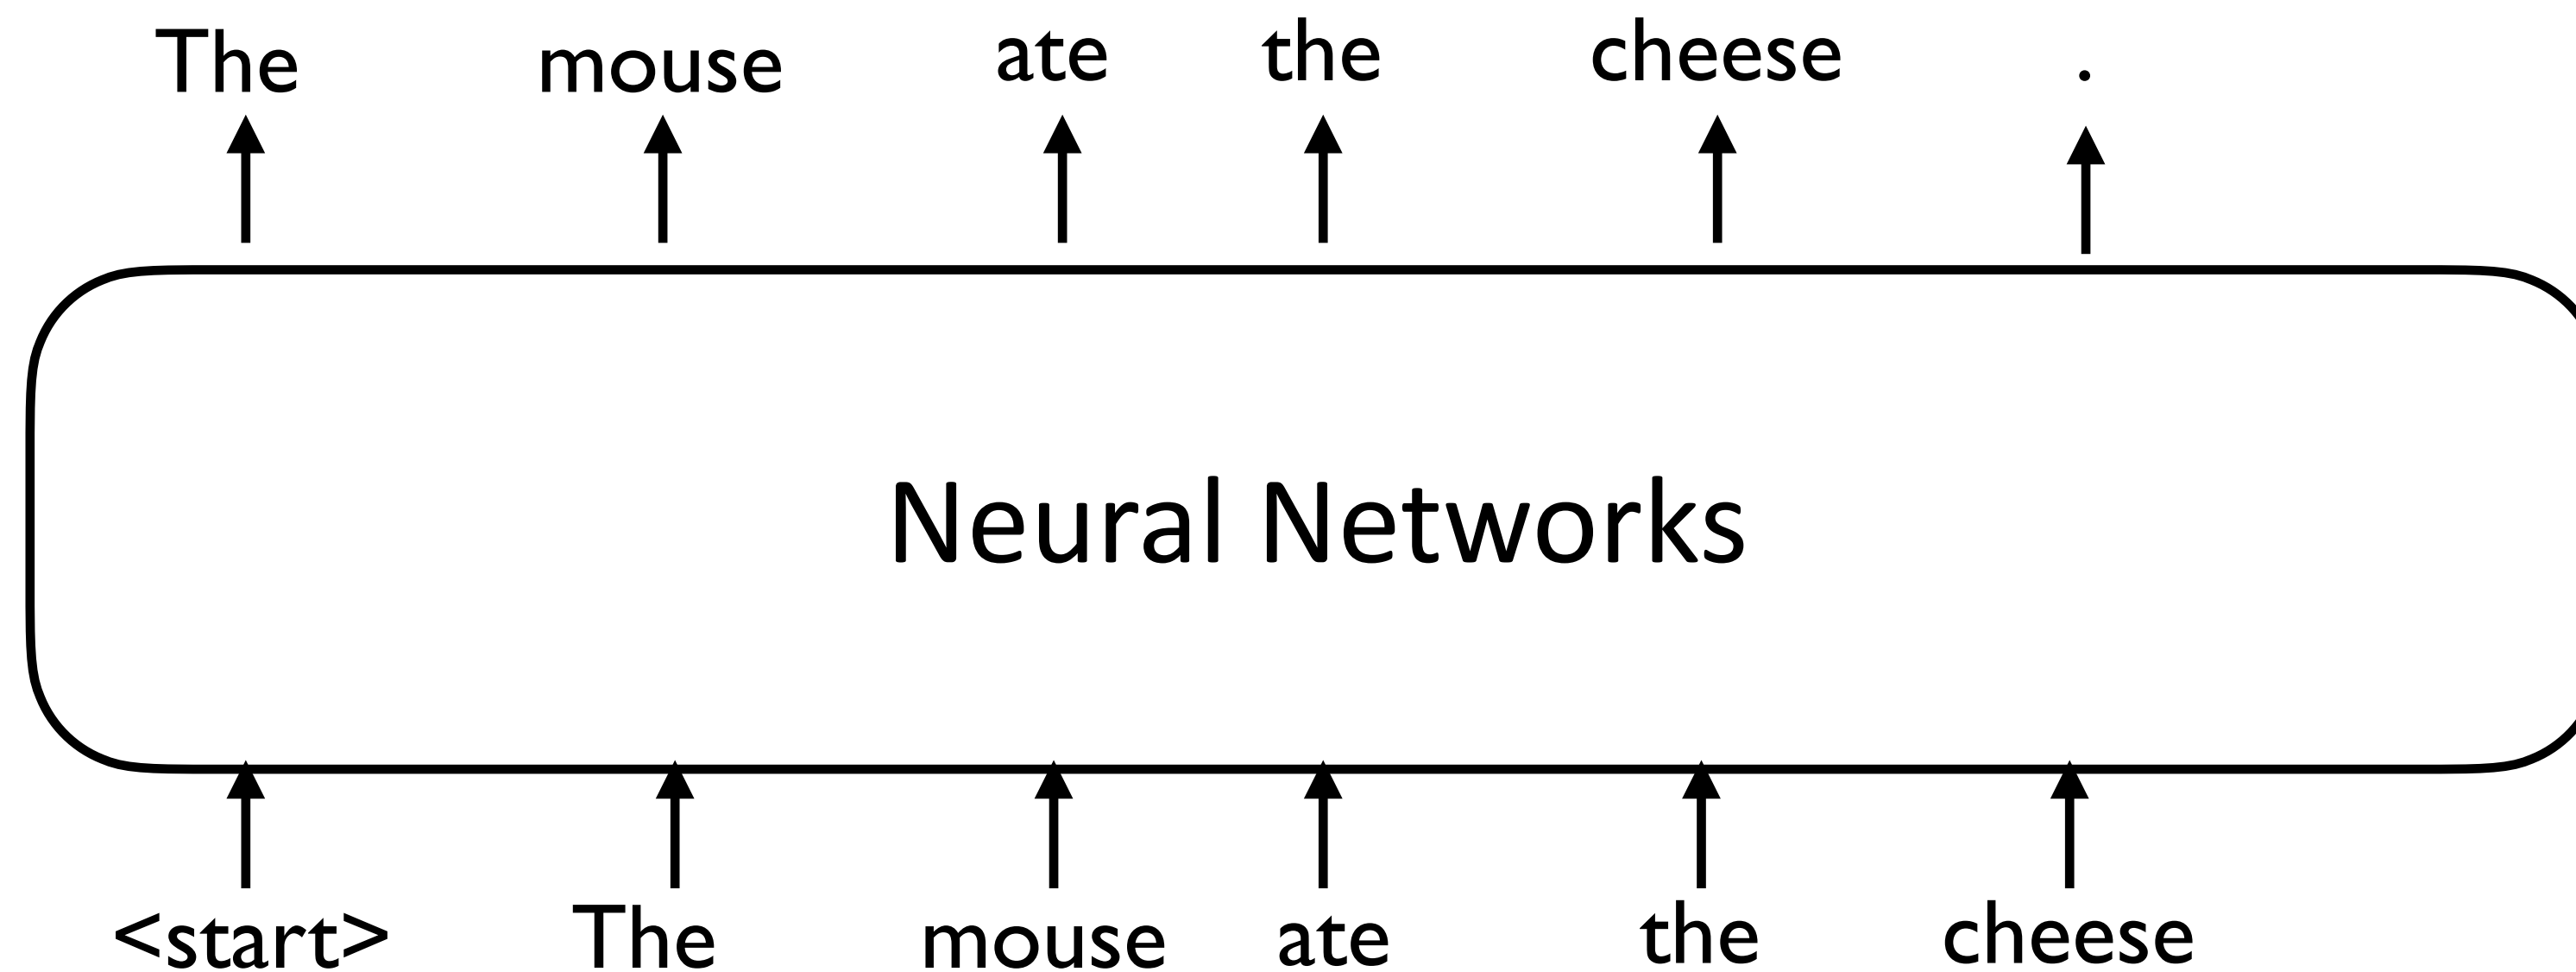 The mouse ate the cheese .
Neural Networks
<start> The mouse ate the cheese